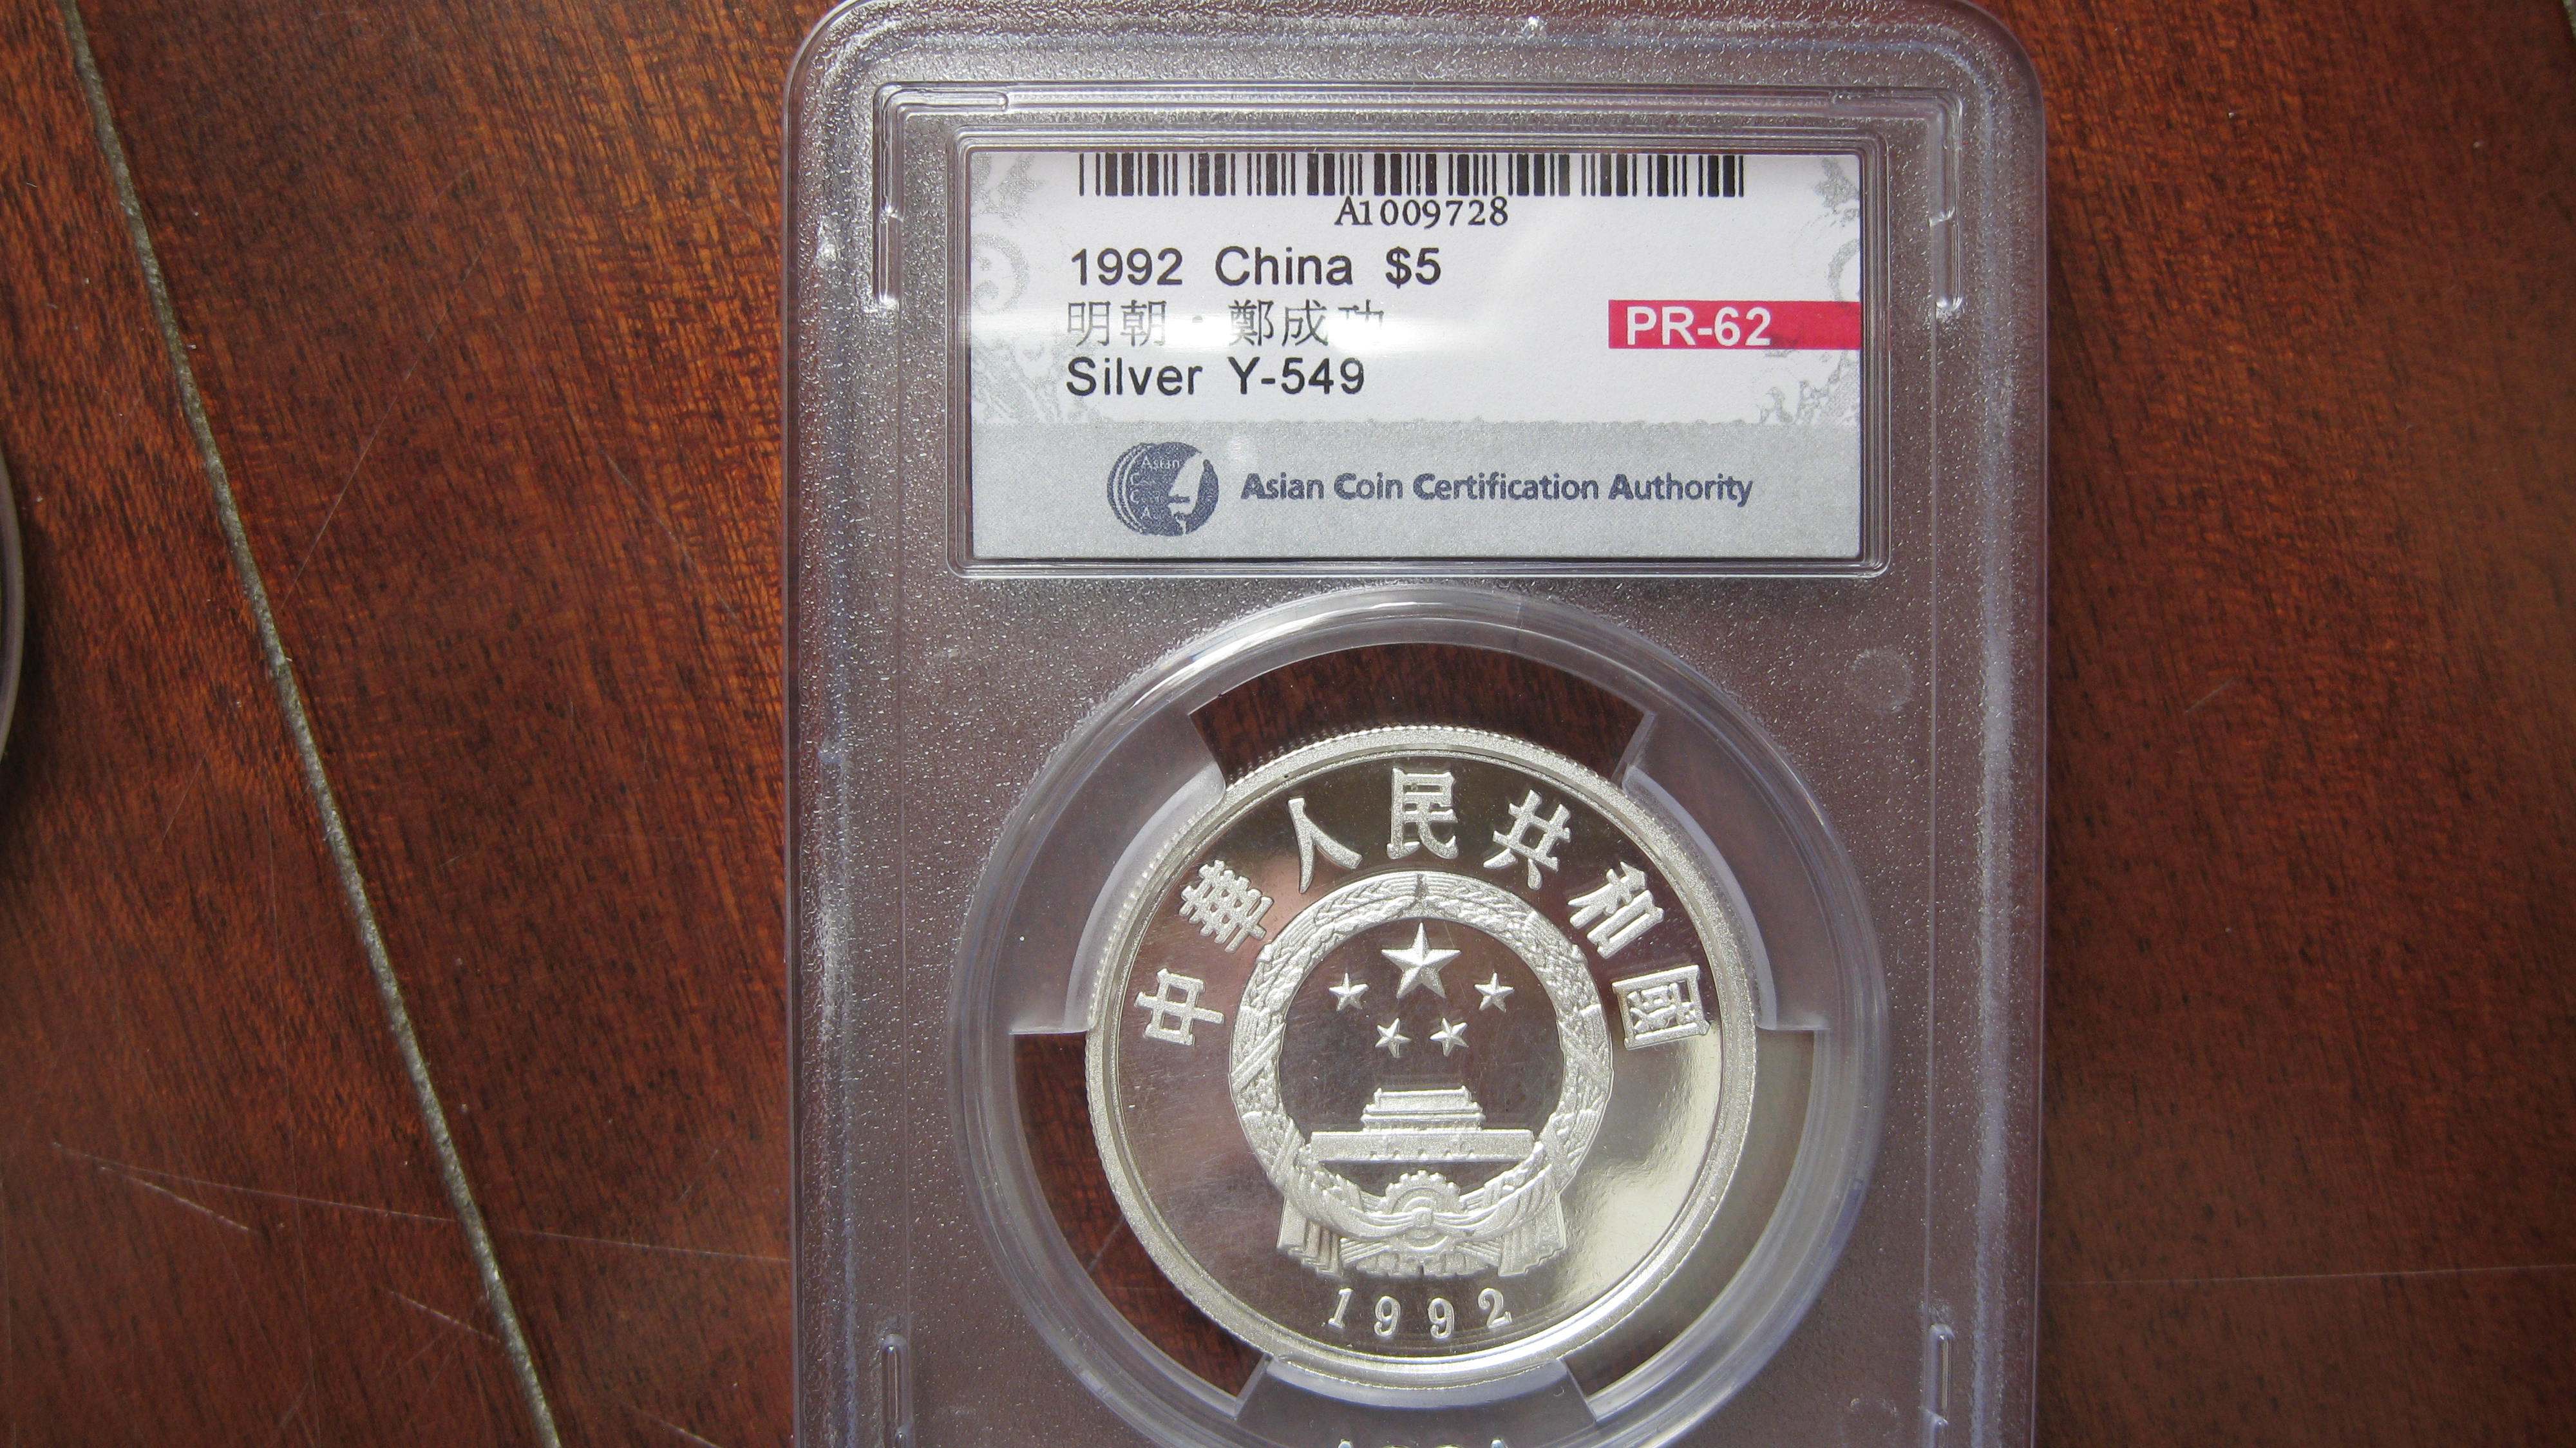 A1009728
1992 China $5
明朝·鄭成功
PR-62
Silver Y-549
Asian Coin Certification Authority
中華人民共和國
1992